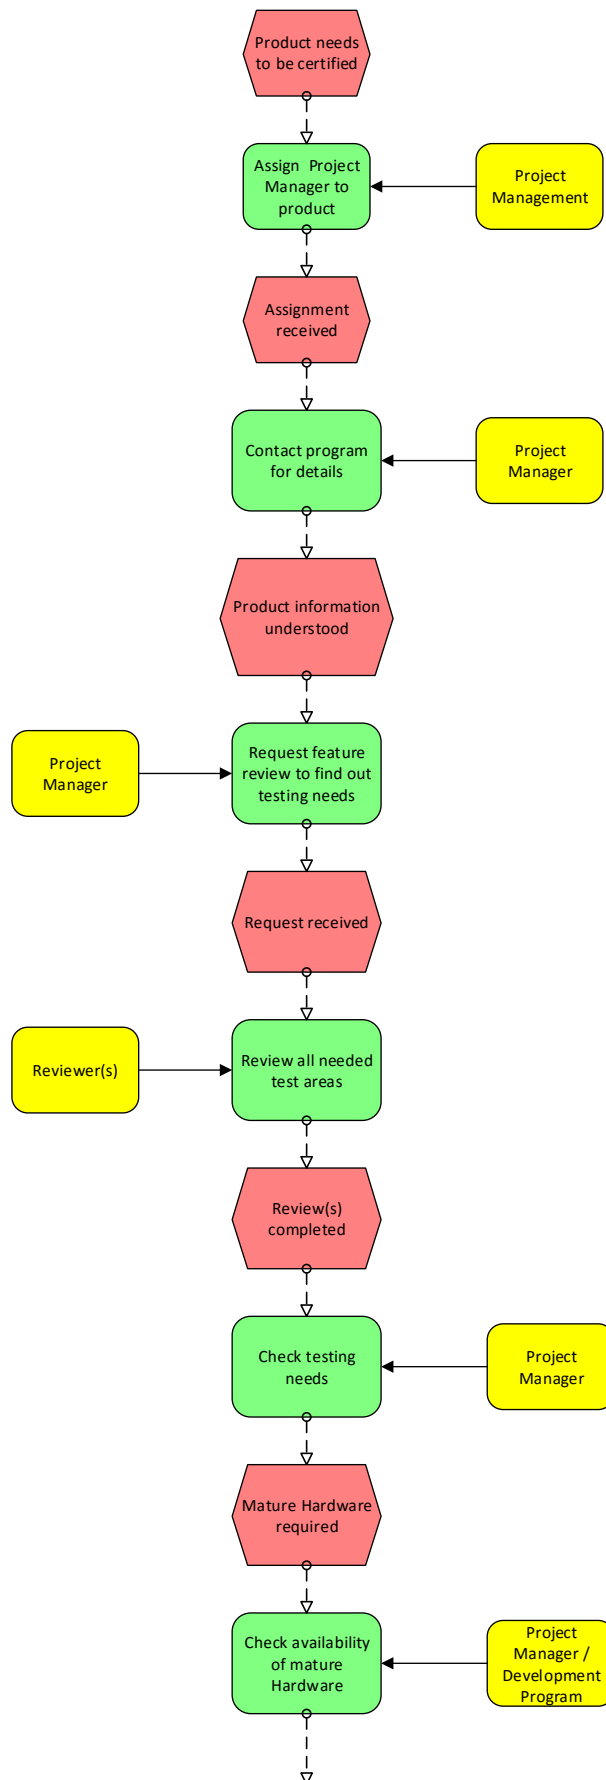 Product needs
to be certified
Assign  Project
Manager to
product
Project
Management
Assignment
received
Contact program
for details
Project
Manager
Product information
understood
Project
Manager
Request feature
review to find out
testing needs
Request received
Reviewer(s)
Review all needed
test areas
Review(s)
completed
Check testing
needs
Project
Manager
Mature Hardware
required
Check availability
of mature
Hardware
Project
Manager /
Development
Program